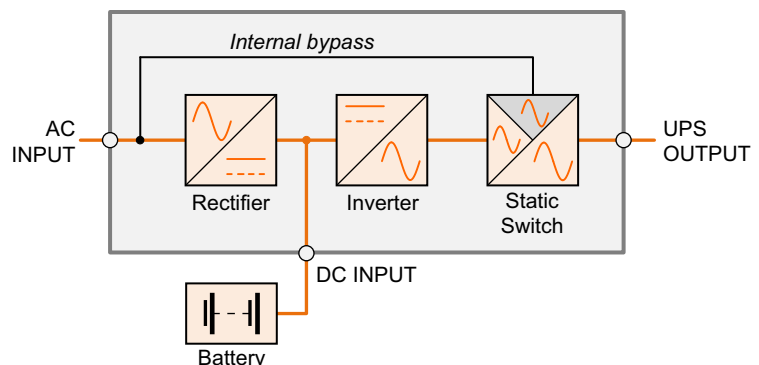 Internal bypass
AC
INPUT
UPS
OUTPUT
Rectifier
Inverter
Static
Switch
DC INPUT
Battery